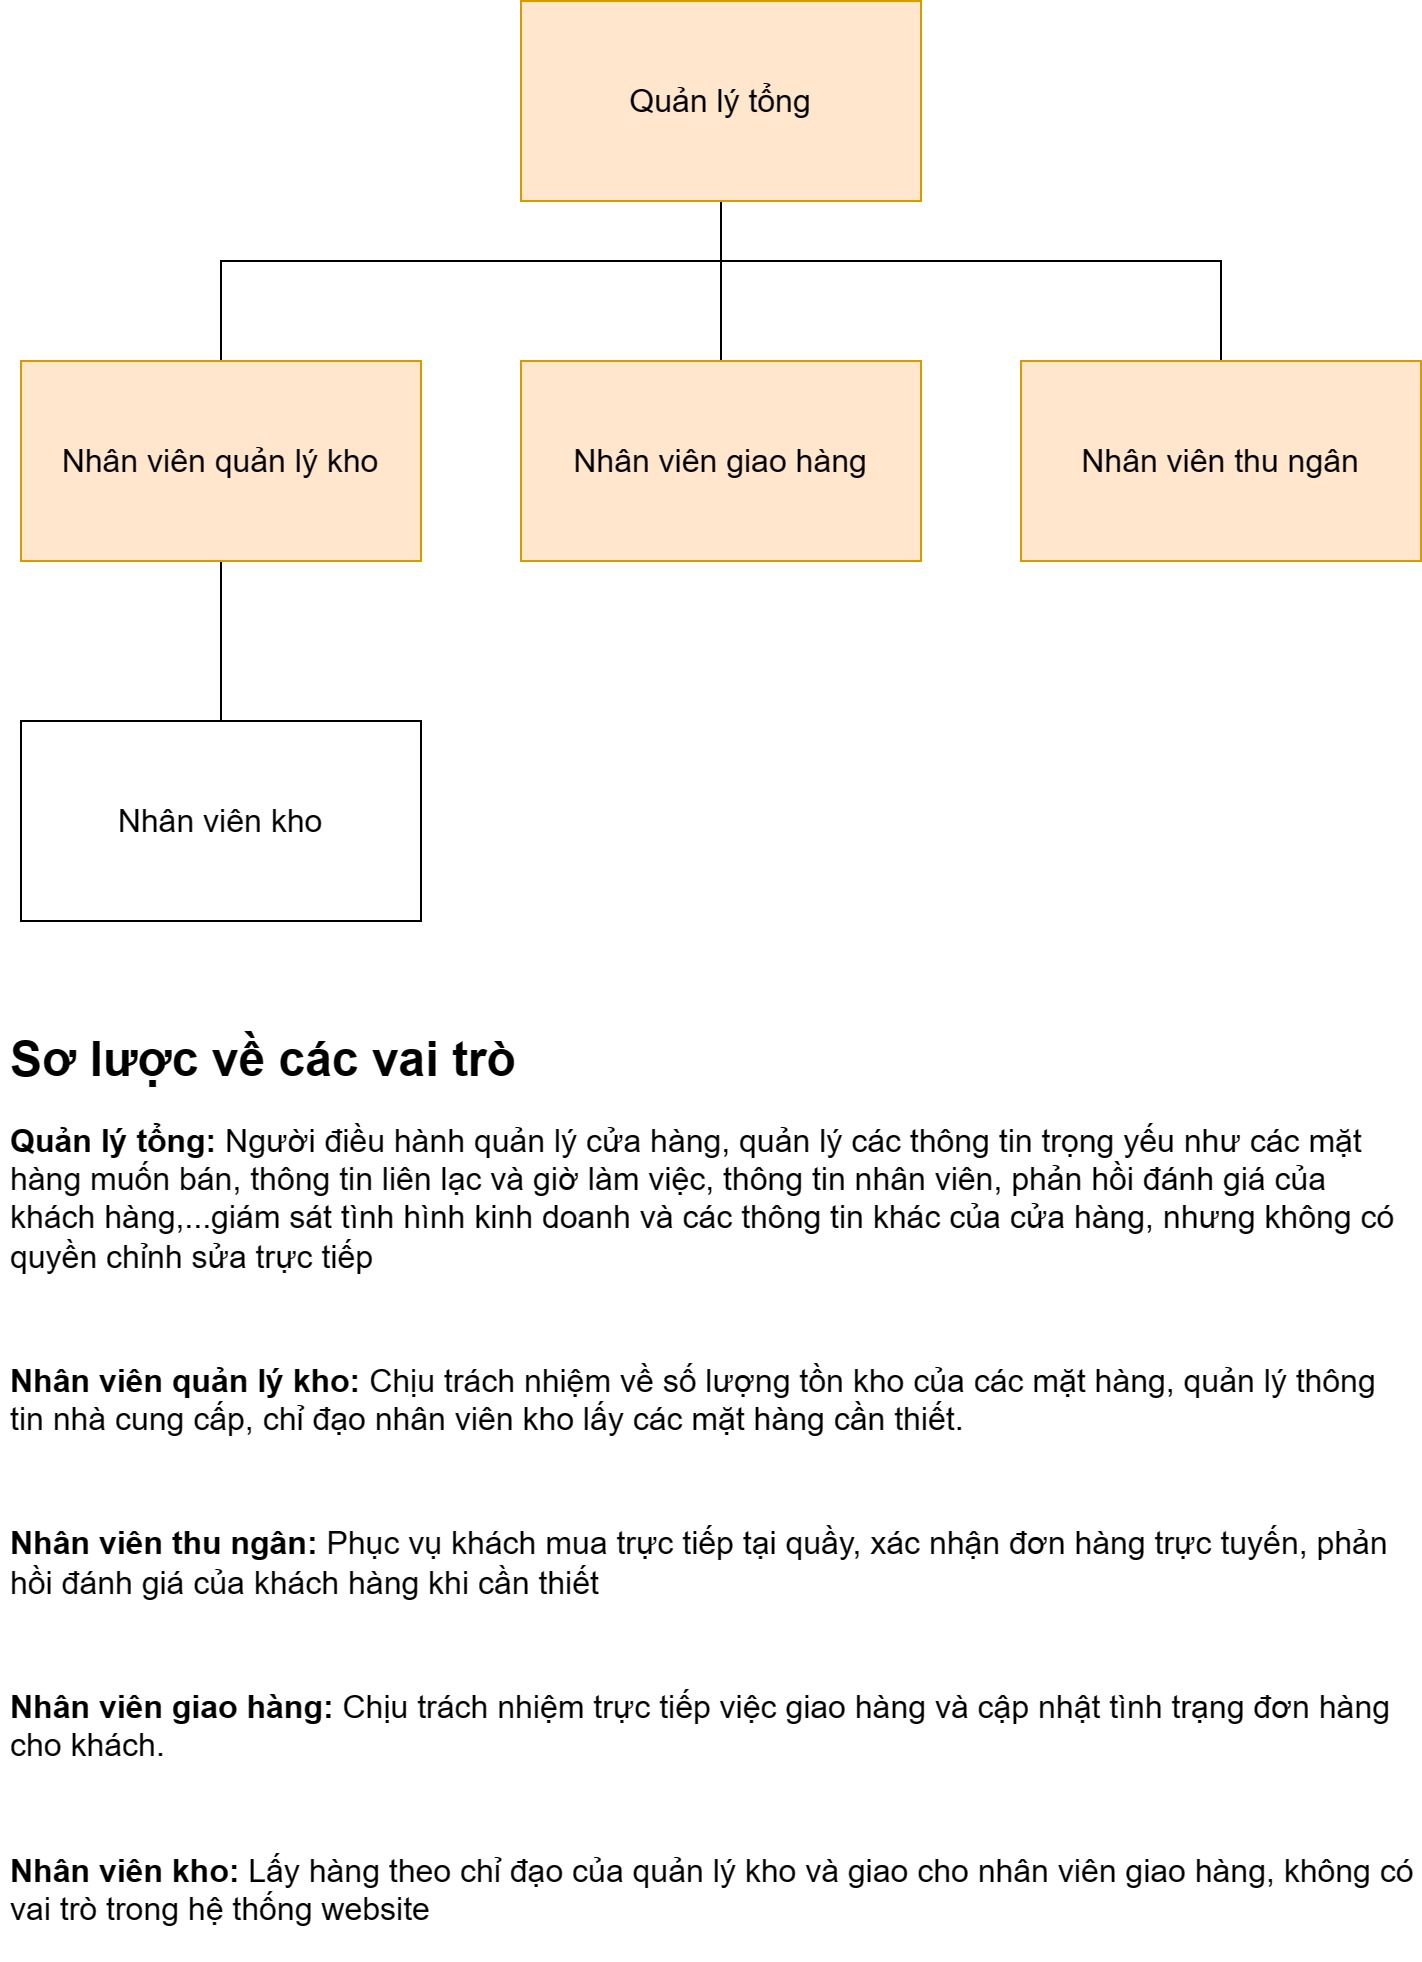 Quản lý tổng
Nhân viên quản lý kho
Nhân viên giao hàng
Nhân viên thu ngân
Nhân viên kho
Sơ lược về các vai trò
Quản lý tổng: Người điều hành quản lý cửa hàng, quản lý các thông tin trọng yếu như các mặt
hàng muốn bán, thông tin liên lạc và giờ làm việc, thông tin nhân viên, phản hồi đánh giá của
khách hàng,...giám sát tình hình kinh doanh và các thông tin khác của cửa hàng, nhưng không có
quyền chỉnh sửa trực tiếp
Nhân viên quản lý kho: Chịu trách nhiệm về số lượng tồn kho của các mặt hàng, quản lý thông
tin nhà cung cấp, chỉ đạo nhân viên kho lấy các mặt hàng cần thiết.
Nhân viên thu ngân: Phục vụ khách mua trực tiếp tại quầy, xác nhận đơn hàng trực tuyến, phản
hồi đánh giá của khách hàng khi cần thiết
Nhân viên giao hàng: Chịu trách nhiệm trực tiếp việc giao hàng và cập nhật tình trạng đơn hàng
cho khách.
Nhân viên kho: Lấy hàng theo chỉ đạo của quản lý kho và giao cho nhân viên giao hàng, không có
vai trò trong hệ thống website